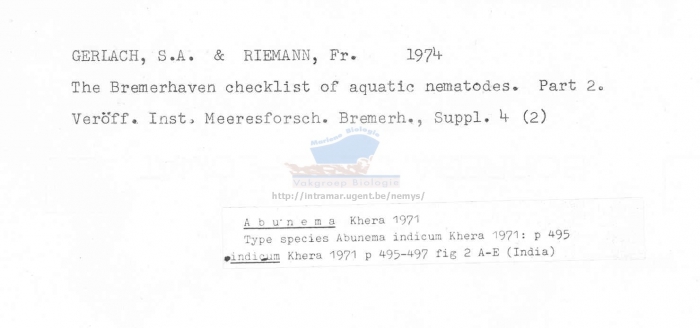 GERLACH, S.A. & RIEMANN, Fr. 1974
The Bremerhaven checklist of aquatic nematodes. Part 2.
Veröff. Inst. Meeresforsch. Bremerh., Suppl. 4 (2)
Marine Biologie
Vakgroep Biologie
http://intramar.ugent.be/nemys/
Abunema Khera 1971
Type species Abunema indicum Khera 1971: p 495
indicum Khera 1971 p 495-497 fig 2 A-E (India)